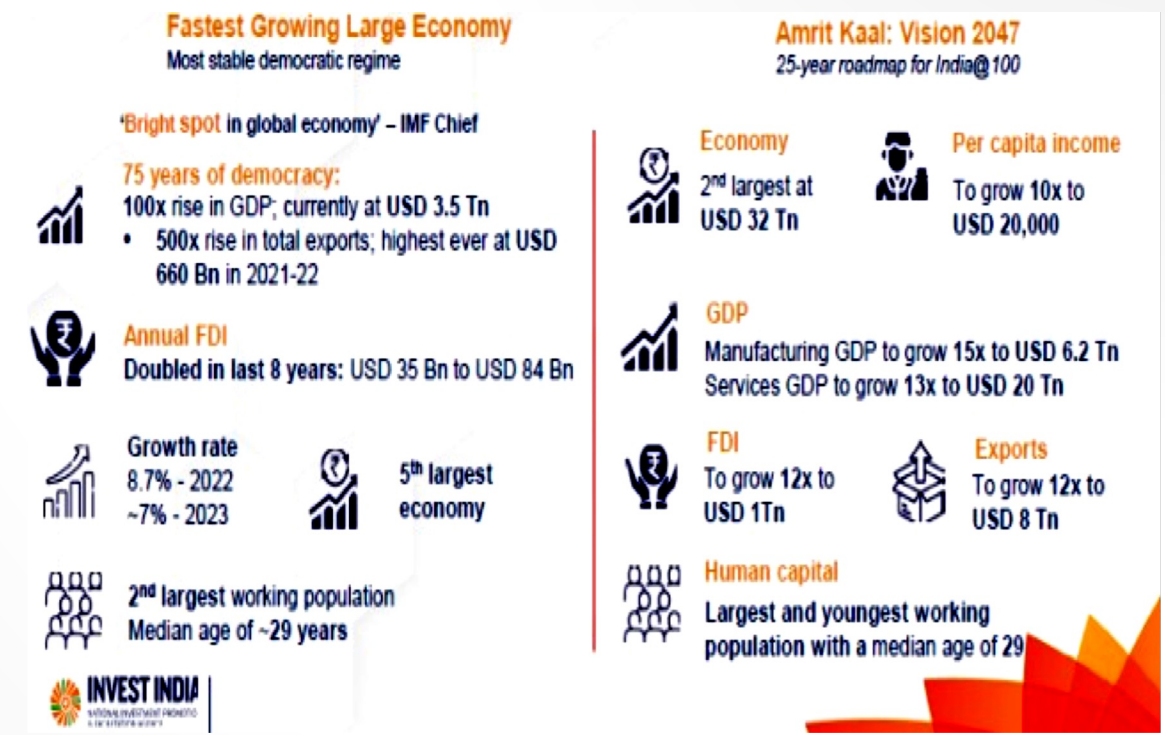 Fastest Growing Large Economy
Most stable democratic regime
‘Bright spot in global economy’ – IMF Chief
75 years of democracy:
100x rise in GDP; currently at USD 3.5 Tn
• 500x rise in total exports; highest ever at USD
660 Bn in 2021-22
Annual FDI
Doubled in last 8 years: USD 35 Bn to USD 84 Bn
Growth rate
8.7% - 2022
~7% - 2023
5th largest
economy
2nd largest working population
Median age of ~29 years
INVEST INDIA
NATIONAL INVESTMENT PROMOTION
Amrit Kaal: Vision 2047
25-year roadmap for India@100
Economy
2nd largest at
USD 32 Tn
Per capita income
To grow 10x to
USD 20,000
GDP
Manufacturing GDP to grow 15x to USD 6.2 Tn
Services GDP to grow 13x to USD 20 Tn
FDI
To grow 12x to
USD 1Tn
Exports
To grow 12x to
USD 8 Tn
Human capital
Largest and youngest working
population with a median age of 29